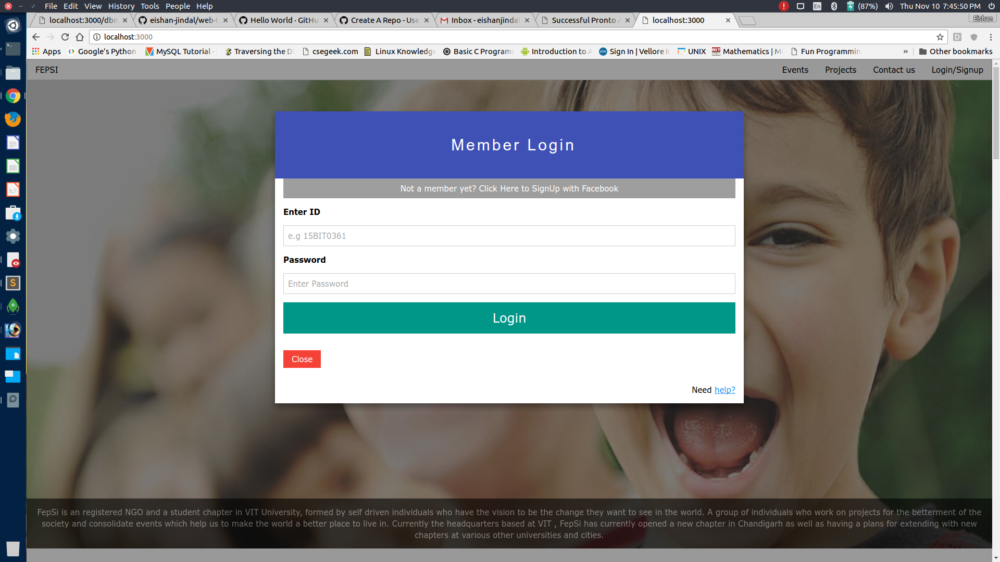 File Edit View History Tools People Help
En (87%) Thu Nov 10 7:45:50 PM
localhost:3000/dbm
eishan-jindal/web-t
Hello World · GitHu
Create A Repo - Use
Inbox - eishanjindal
Successful Pronto A
localhost:3000
Eishan
localhost:3000
Apps
Google's Python
MySQL Tutorial -
Traversing the DO
csegeek.com
Linux Knowledge
Basic C Programs
Introduction to A
Sign In | Vellore I
UNIX
Mathematics | MI
Fun Programmin
»
Other bookmarks
FEPSI
Events Projects Contact us Login/Signup
Member Login
Not a member yet? Click Here to SignUp with Facebook
Enter ID
e.g 15BIT0361
Password
Enter Password
Login
Close
Need help?
FepSi is an registered NGO and a student chapter in VIT University, formed by self driven individuals who have the vision to be the change they want to see in the world. A group of individuals who work on projects for the betterment of the
society and consolidate events which help us to make the world a better place to live in. Currently the headquarters based at VIT , FepSi has currently opened a new chapter in Chandigarh as well as having a plans for extending with new
chapters at various other universities and cities.